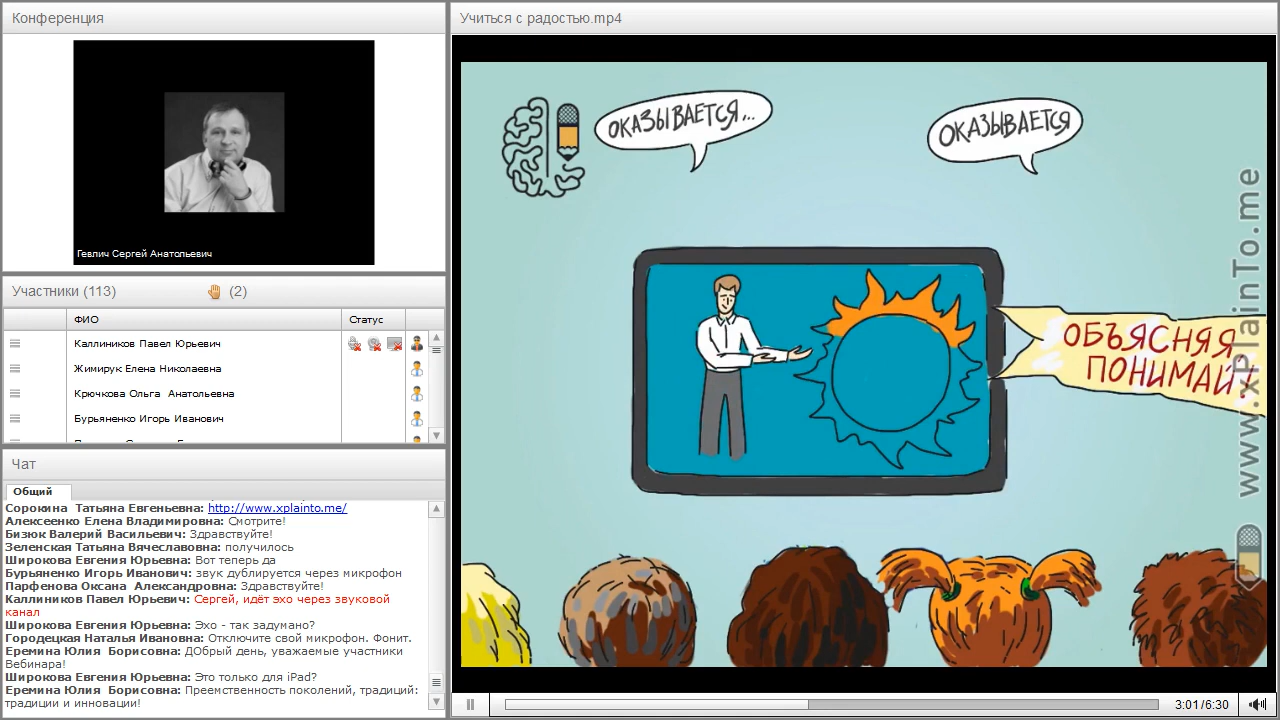 Конференция
Гевлич Сергей Анатольевич
Участники (113)
(2)
ФИО
Статус
Каллиников Павел Юрьевич
Жимирук Елена Николаевна
Крючкова Ольга Анатольевна
Бурьяненко Игорь Иванович
Чат
Общий
Сорокина Татьяна Евгеньевна: http://www.xplainto.me/
Алексеенко Елена Владимировна: Смотрите!
Бизюк Валерий Васильевич: Здравствуйте!
Зеленская Татьяна Вячеславовна: получилось
Широкова Евгения Юрьевна: Вот теперь да
Бурьяненко Игорь Иванович: звук дублируется через микрофон
Парфенова Оксана Александровна: Здравствуйте!
Каллиников Павел Юрьевич: Сергей, идёт эхо через звуковой
канал
Широкова Евгения Юрьевна: Эхо - так задумано?
Городецкая Наталья Ивановна: Отключите свой микрофон. Фонит.
Еремина Юлия Борисовна: ДОбрый день, уважаемые участники
Вебинара!
Широкова Евгения Юрьевна: Это только для iPad?
Еремина Юлия Борисовна: Преемственность поколений, традиций:
традиции и инновации!
Учиться с радостью.mp4
ОКАЗЫВАЕТСЯ...
ОКАЗЫВАЕТСЯ
ОБЪЯСНЯЯ
ПОНИМАЙ!
www.xplainTo.me
3:01/6:30